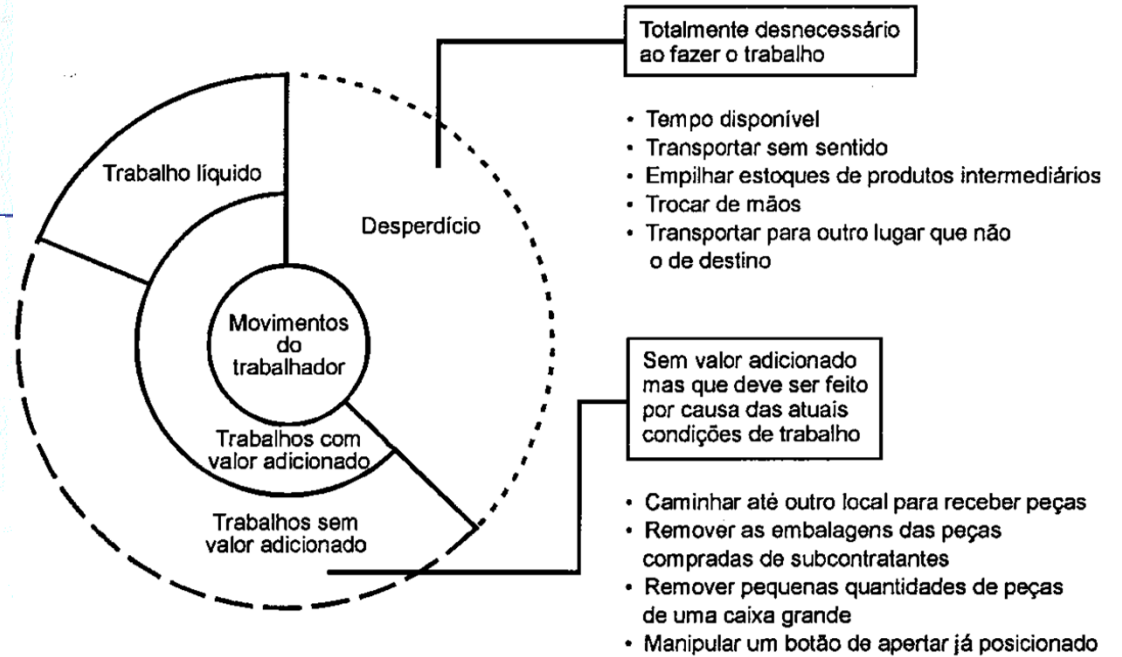 Totalmente desnecessário
ao fazer o trabalho
• Tempo disponível
• Transportar sem sentido
• Empilhar estoques de produtos intermediários
• Trocar de mãos
• Transportar para outro lugar que não
o de destino
Trabalho líquido
Desperdício
Movimentos
do
trabalhador
Trabalhos com
valor adicionado
Trabalhos sem
valor adicionado
Sem valor adicionado
mas que deve ser feito
por causa das atuais
condições de trabalho
• Caminhar até outro local para receber peças
• Remover as embalagens das peças
compradas de subcontratantes
• Remover pequenas quantidades de peças
de uma caixa grande
• Manipular um botão de apertar já posicionado